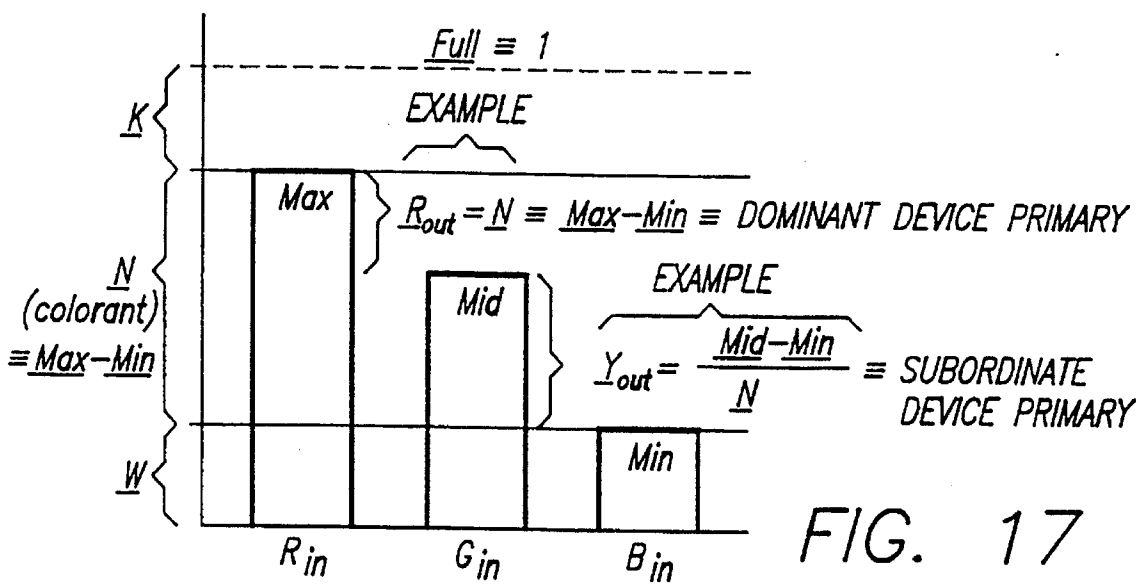 Full ≡ 1
K
EXAMPLE
Max
R_out = N ≡ Max-Min ≡ DOMINANT DEVICE PRIMARY
N
(colorant)
≡ Max-Min
Mid
EXAMPLE
Y_out = Mid-Min / N ≡ SUBORDINATE
DEVICE PRIMARY
W
Min
R_in G_in B_in
FIG. 17